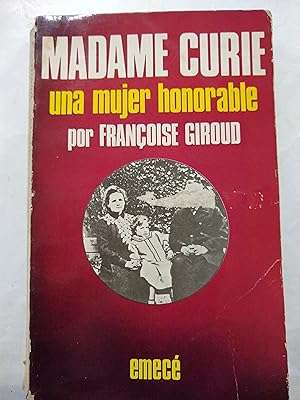 MADAME CURIE
una mujer honorable
por FRANÇOISE GIROUD
emecé